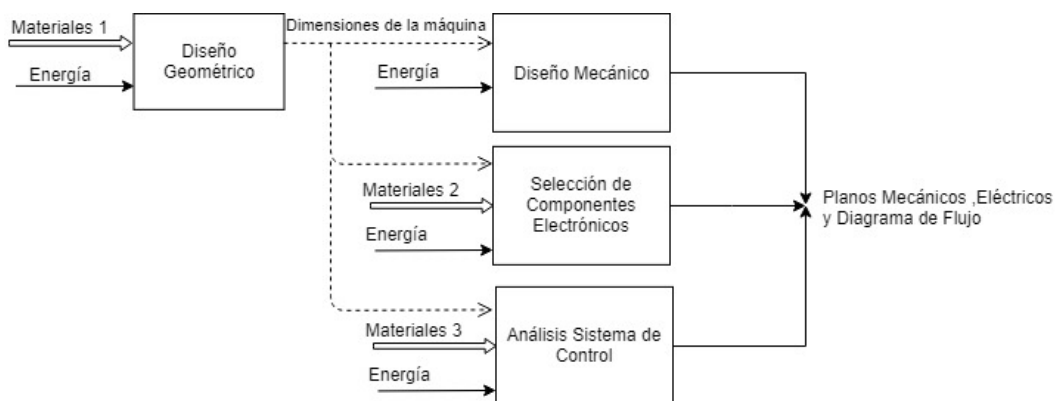 Materiales 1
Energía
Diseño
Geométrico
Dimensiones de la máquina
Energía
Diseño Mecánico
Materiales 2
Energía
Selección de
Componentes
Electrónicos
Materiales 3
Energía
Análisis Sistema de
Control
Planos Mecánicos ,Eléctricos
y Diagrama de Flujo